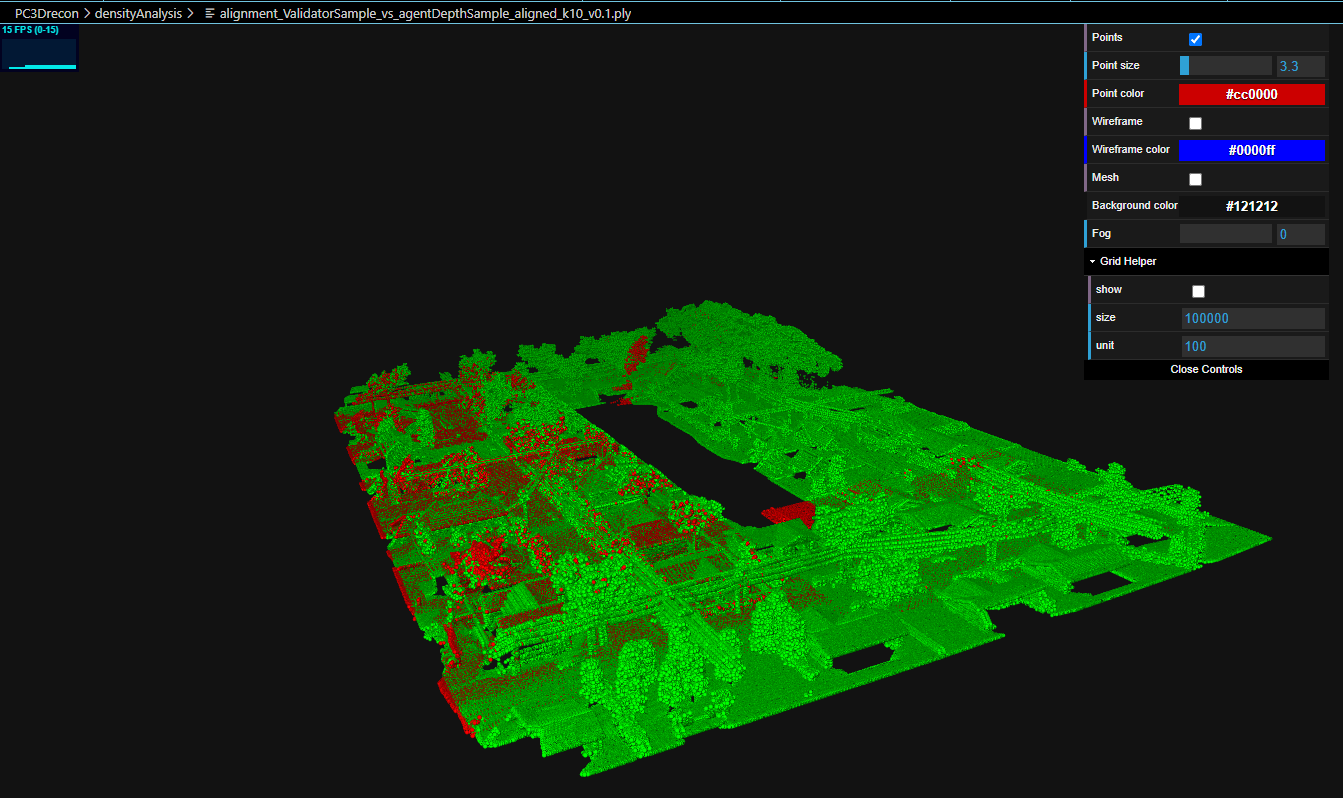 PC3Drecon > densityAnalysis > alignment_ValidatorSample_vs_agentDepthSample_aligned_k10_v0.1.ply
15 FPS (0-15)
Points
Point size 3.3
Point color #cc0000
Wireframe
Wireframe color #0000ff
Mesh
Background color #121212
Fog 0
Grid Helper
show
size 100000
unit 100
Close Controls